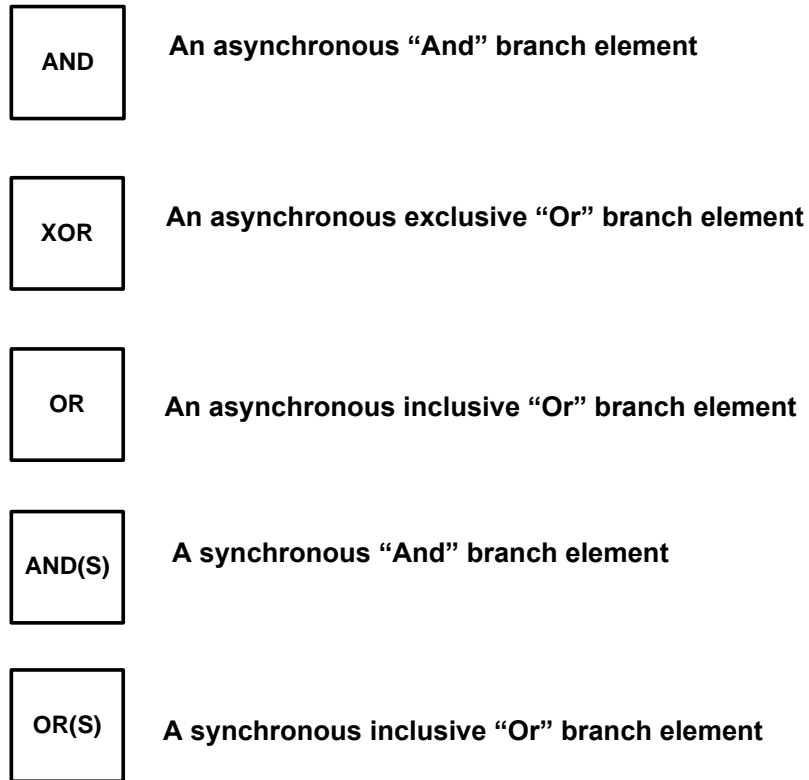 AND
An asynchronous “And” branch element
XOR
An asynchronous exclusive “Or” branch element
OR
An asynchronous inclusive “Or” branch element
AND(S)
A synchronous “And” branch element
OR(S)
A synchronous inclusive “Or” branch element